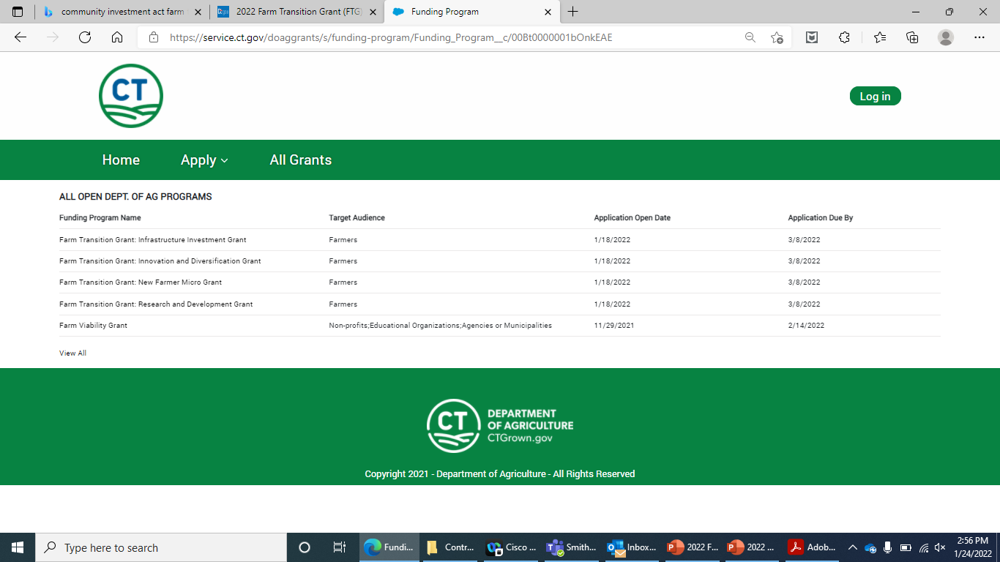 community investment act farm
2022 Farm Transition Grant (FTG)
Funding Program
https://service.ct.gov/doaggrants/s/funding-program/Funding_Program__c/00Bt0000001bOnkEAE
CT
Log in
Home Apply All Grants
ALL OPEN DEPT. OF AG PROGRAMS
Funding Program Name Target Audience Application Open Date Application Due By
Farm Transition Grant: Infrastructure Investment Grant Farmers 1/18/2022 3/8/2022
Farm Transition Grant: Innovation and Diversification Grant Farmers 1/18/2022 3/8/2022
Farm Transition Grant: New Farmer Micro Grant Farmers 1/18/2022 3/8/2022
Farm Transition Grant: Research and Development Grant Farmers 1/18/2022 3/8/2022
Farm Viability Grant Non-profits;Educational Organizations;Agencies or Municipalities 11/29/2021 2/14/2022
View All
CT
DEPARTMENT
OF AGRICULTURE
CTGrown.gov
Copyright 2021 - Department of Agriculture - All Rights Reserved
Type here to search
Fundi...
Contr...
Cisco ...
Smith...
Inbox...
2022 F...
2022 ...
Adob...
2:56 PM
1/24/2022